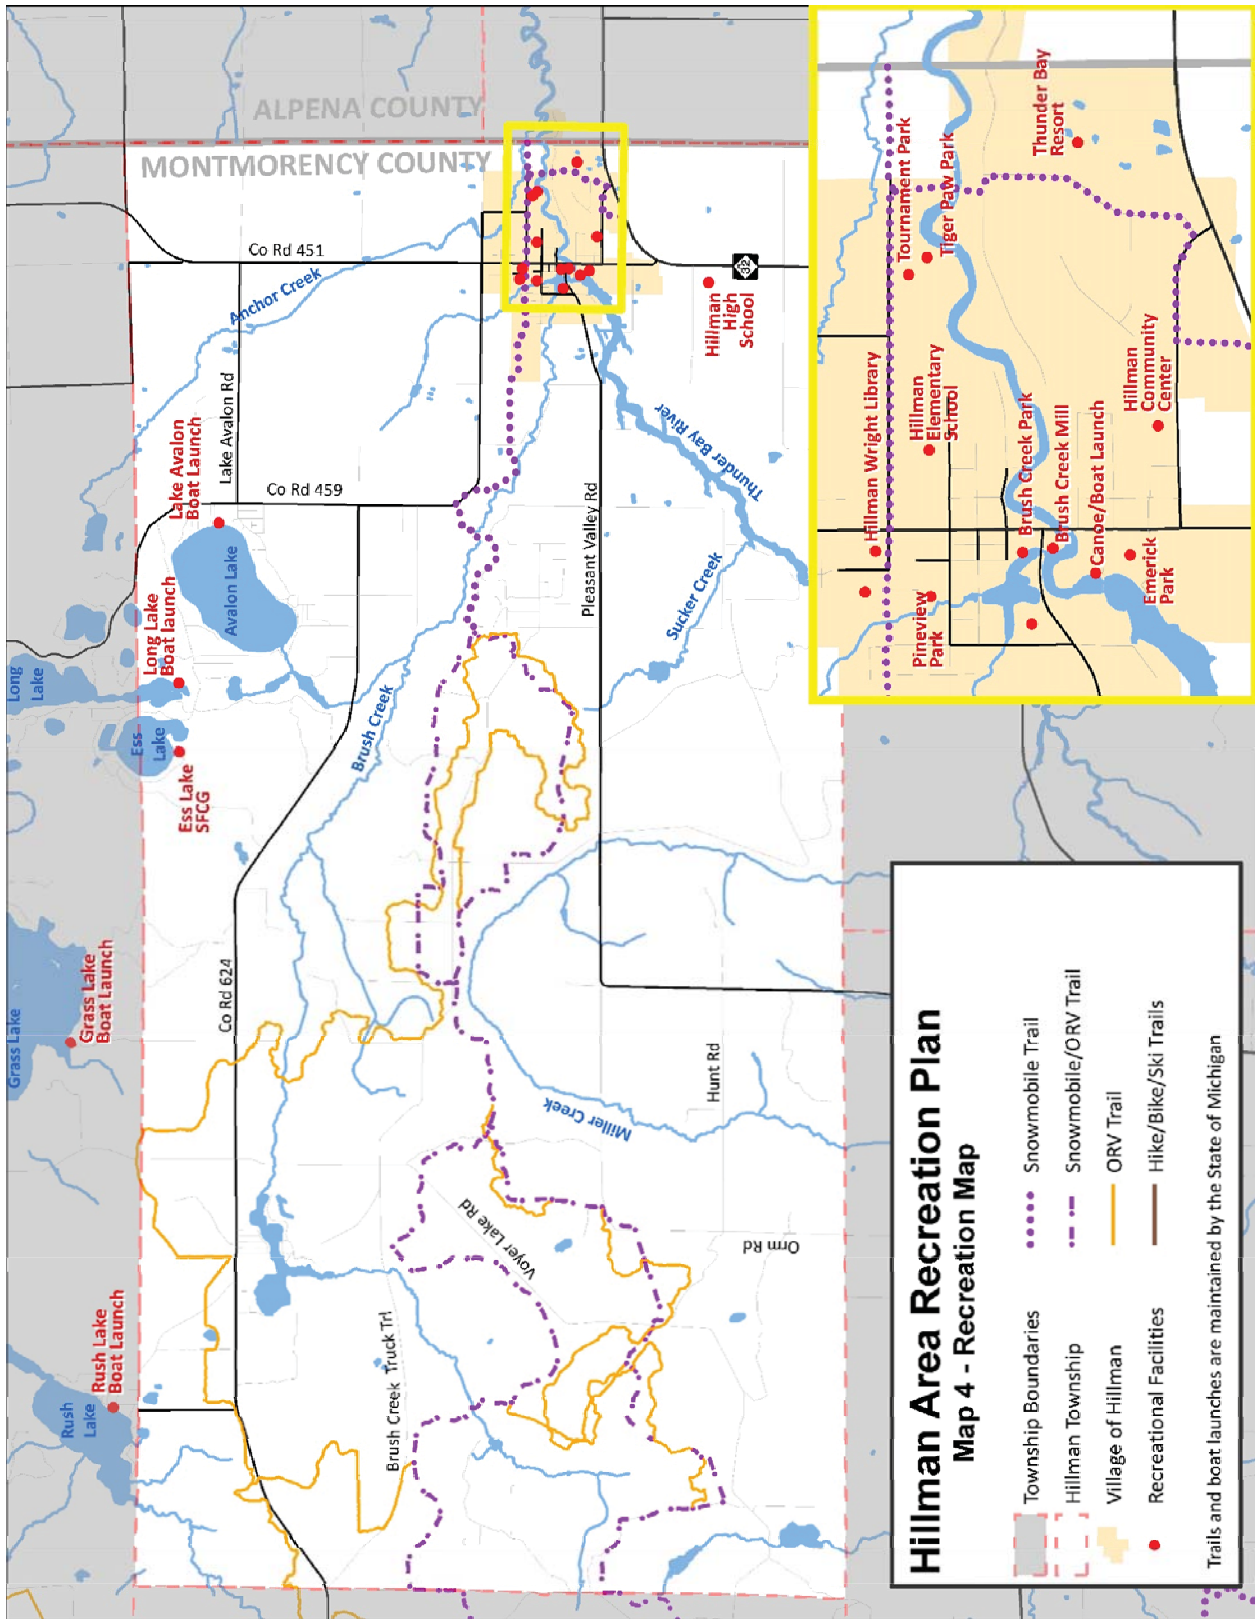 ALPENA COUNTY
MONTMORENCY COUNTY
Co Rd 451
Anchor Creek
Lake Avalon Rd
Lake Avalon
Boat Launch
Co Rd 459
Avalon Lake
Long Lake
Boat launch
Long
Lake
Ess
Lake
Ess Lake
SFCG
Brush Creek
Grass Lake
Grass Lake
Boat Launch
Co Rd 624
Rush
Lake
Rush Lake
Boat Launch
Brush Creek Truck Trl
Voyer Lake Rd
Orm Rd
Hunt Rd
Miller Creek
Pleasant Valley Rd
Sucker Creek
Thunder Bay River
Hillman
High
School
32
Tournament Park
Tiger Paw Park
Thunder Bay
Resort
Hillman Wright Library
Hillman
Elementary
School
Brush Creek Park
Brush Creek Mill
Canoe/Boat Launch
Hillman
Community
Center
Pineview
Park
Emerick
Park
Hillman Area Recreation Plan
Map 4 - Recreation Map
Township Boundaries
Hillman Township
Village of Hillman
Recreational Facilities
Snowmobile Trail
Snowmobile/ORV Trail
ORV Trail
Hike/Bike/Ski Trails
Trails and boat launches are maintained by the State of Michigan